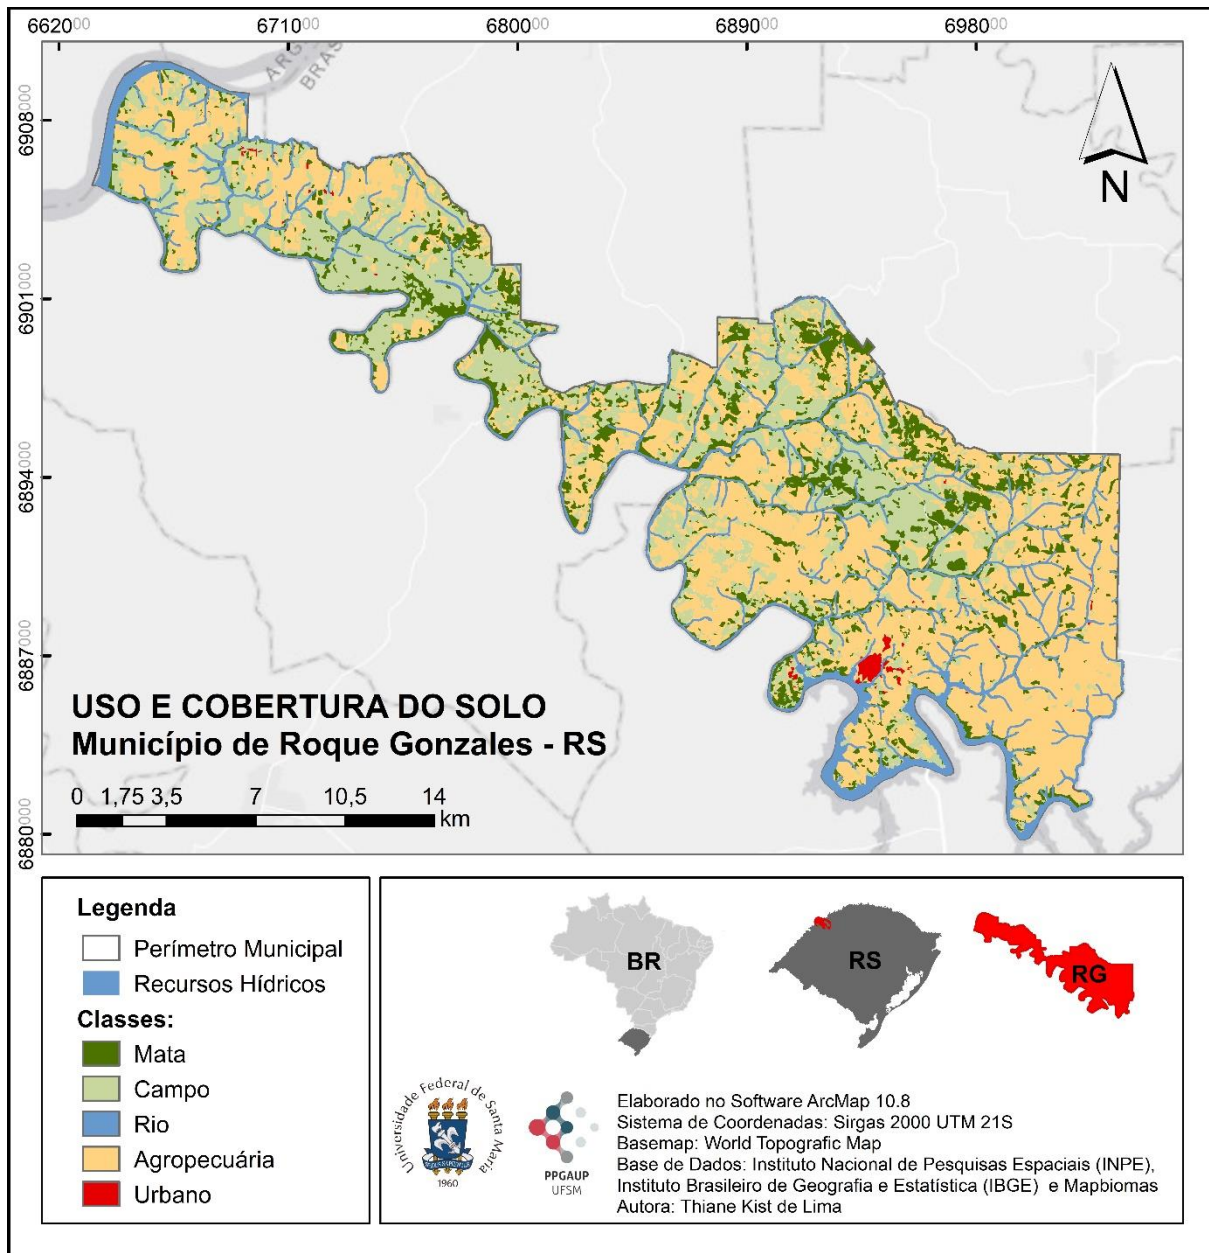 662000 671000 680000 689000 698000
ARG
BRAS
6908000
6901000
6894000
6887000
6880000
N
USO E COBERTURA DO SOLO
Município de Roque Gonzales - RS
0 1,75 3,5 7 10,5 14
km
Legenda
Perímetro Municipal
Recursos Hídricos
Classes:
Mata
Campo
Rio
Agropecuária
Urbano
BR
RS
RG
Universidade Federal de Santa Maria
1960
PPGAUP
UFSM
Elaborado no Software ArcMap 10.8
Sistema de Coordenadas: Sirgas 2000 UTM 21S
Basemap: World Topografic Map
Base de Dados: Instituto Nacional de Pesquisas Espaciais (INPE),
Instituto Brasileiro de Geografia e Estatística (IBGE) e Mapbiomas
Autora: Thiane Kist de Lima